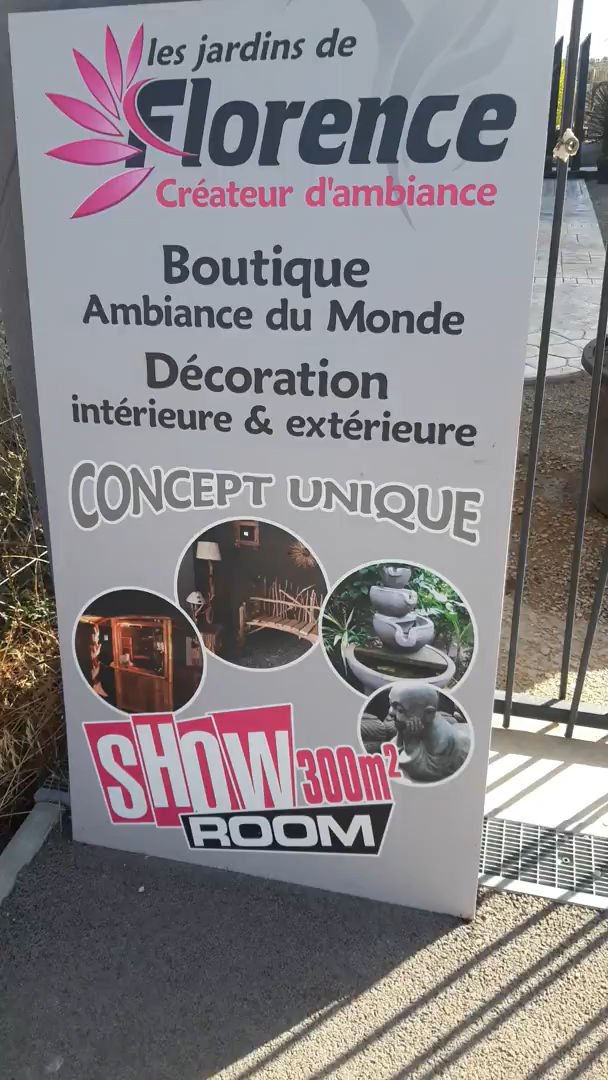 les jardins de
Florence
Créateur d'ambiance
Boutique
Ambiance du Monde
Décoration
intérieure & extérieure
CONCEPT UNIQUE
SHOW 300m²
ROOM